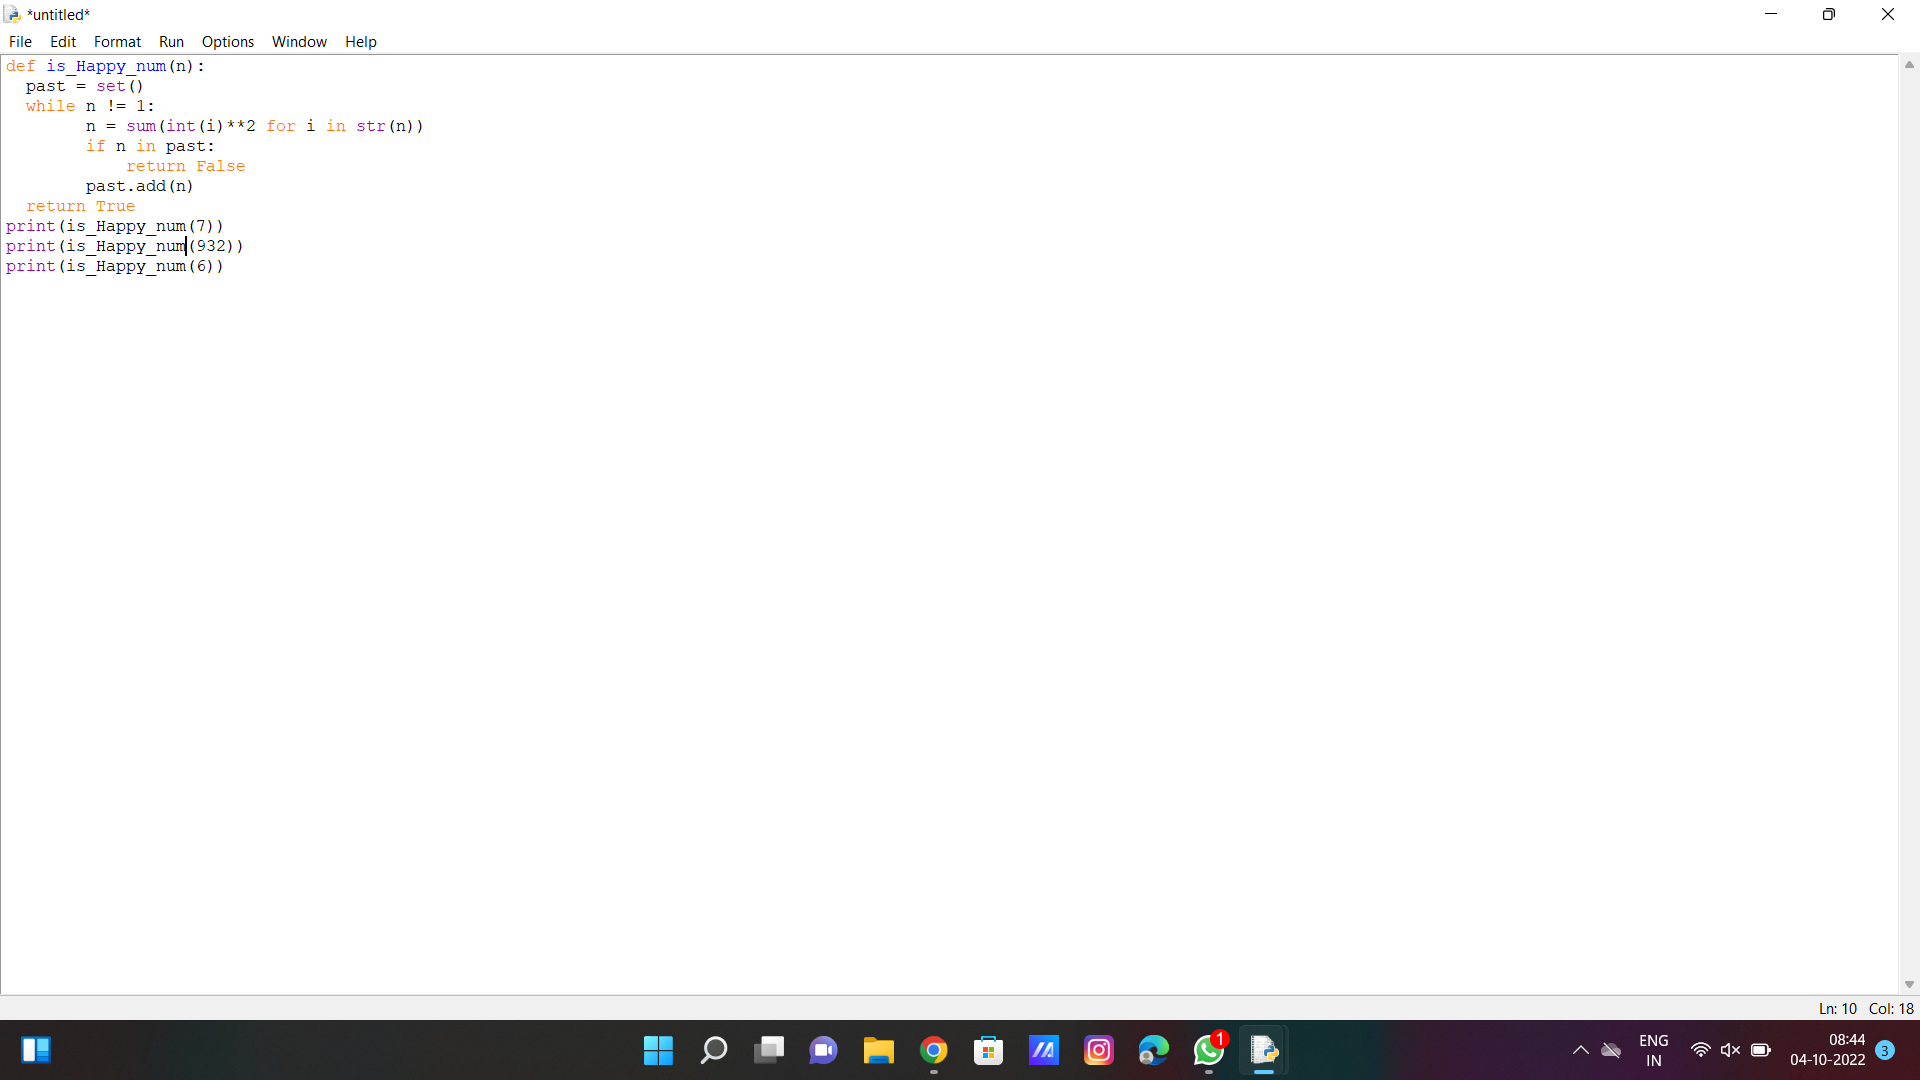 *untitled*
File Edit Format Run Options Window Help
def is_Happy_num(n):
  past = set()
  while n != 1:
        n = sum(int(i)**2 for i in str(n))
        if n in past:
            return False
        past.add(n)
  return True
print(is_Happy_num(7))
print(is_Happy_num(932))
print(is_Happy_num(6))
Ln: 10 Col: 18
1
ENG
IN
08:44
04-10-2022
3